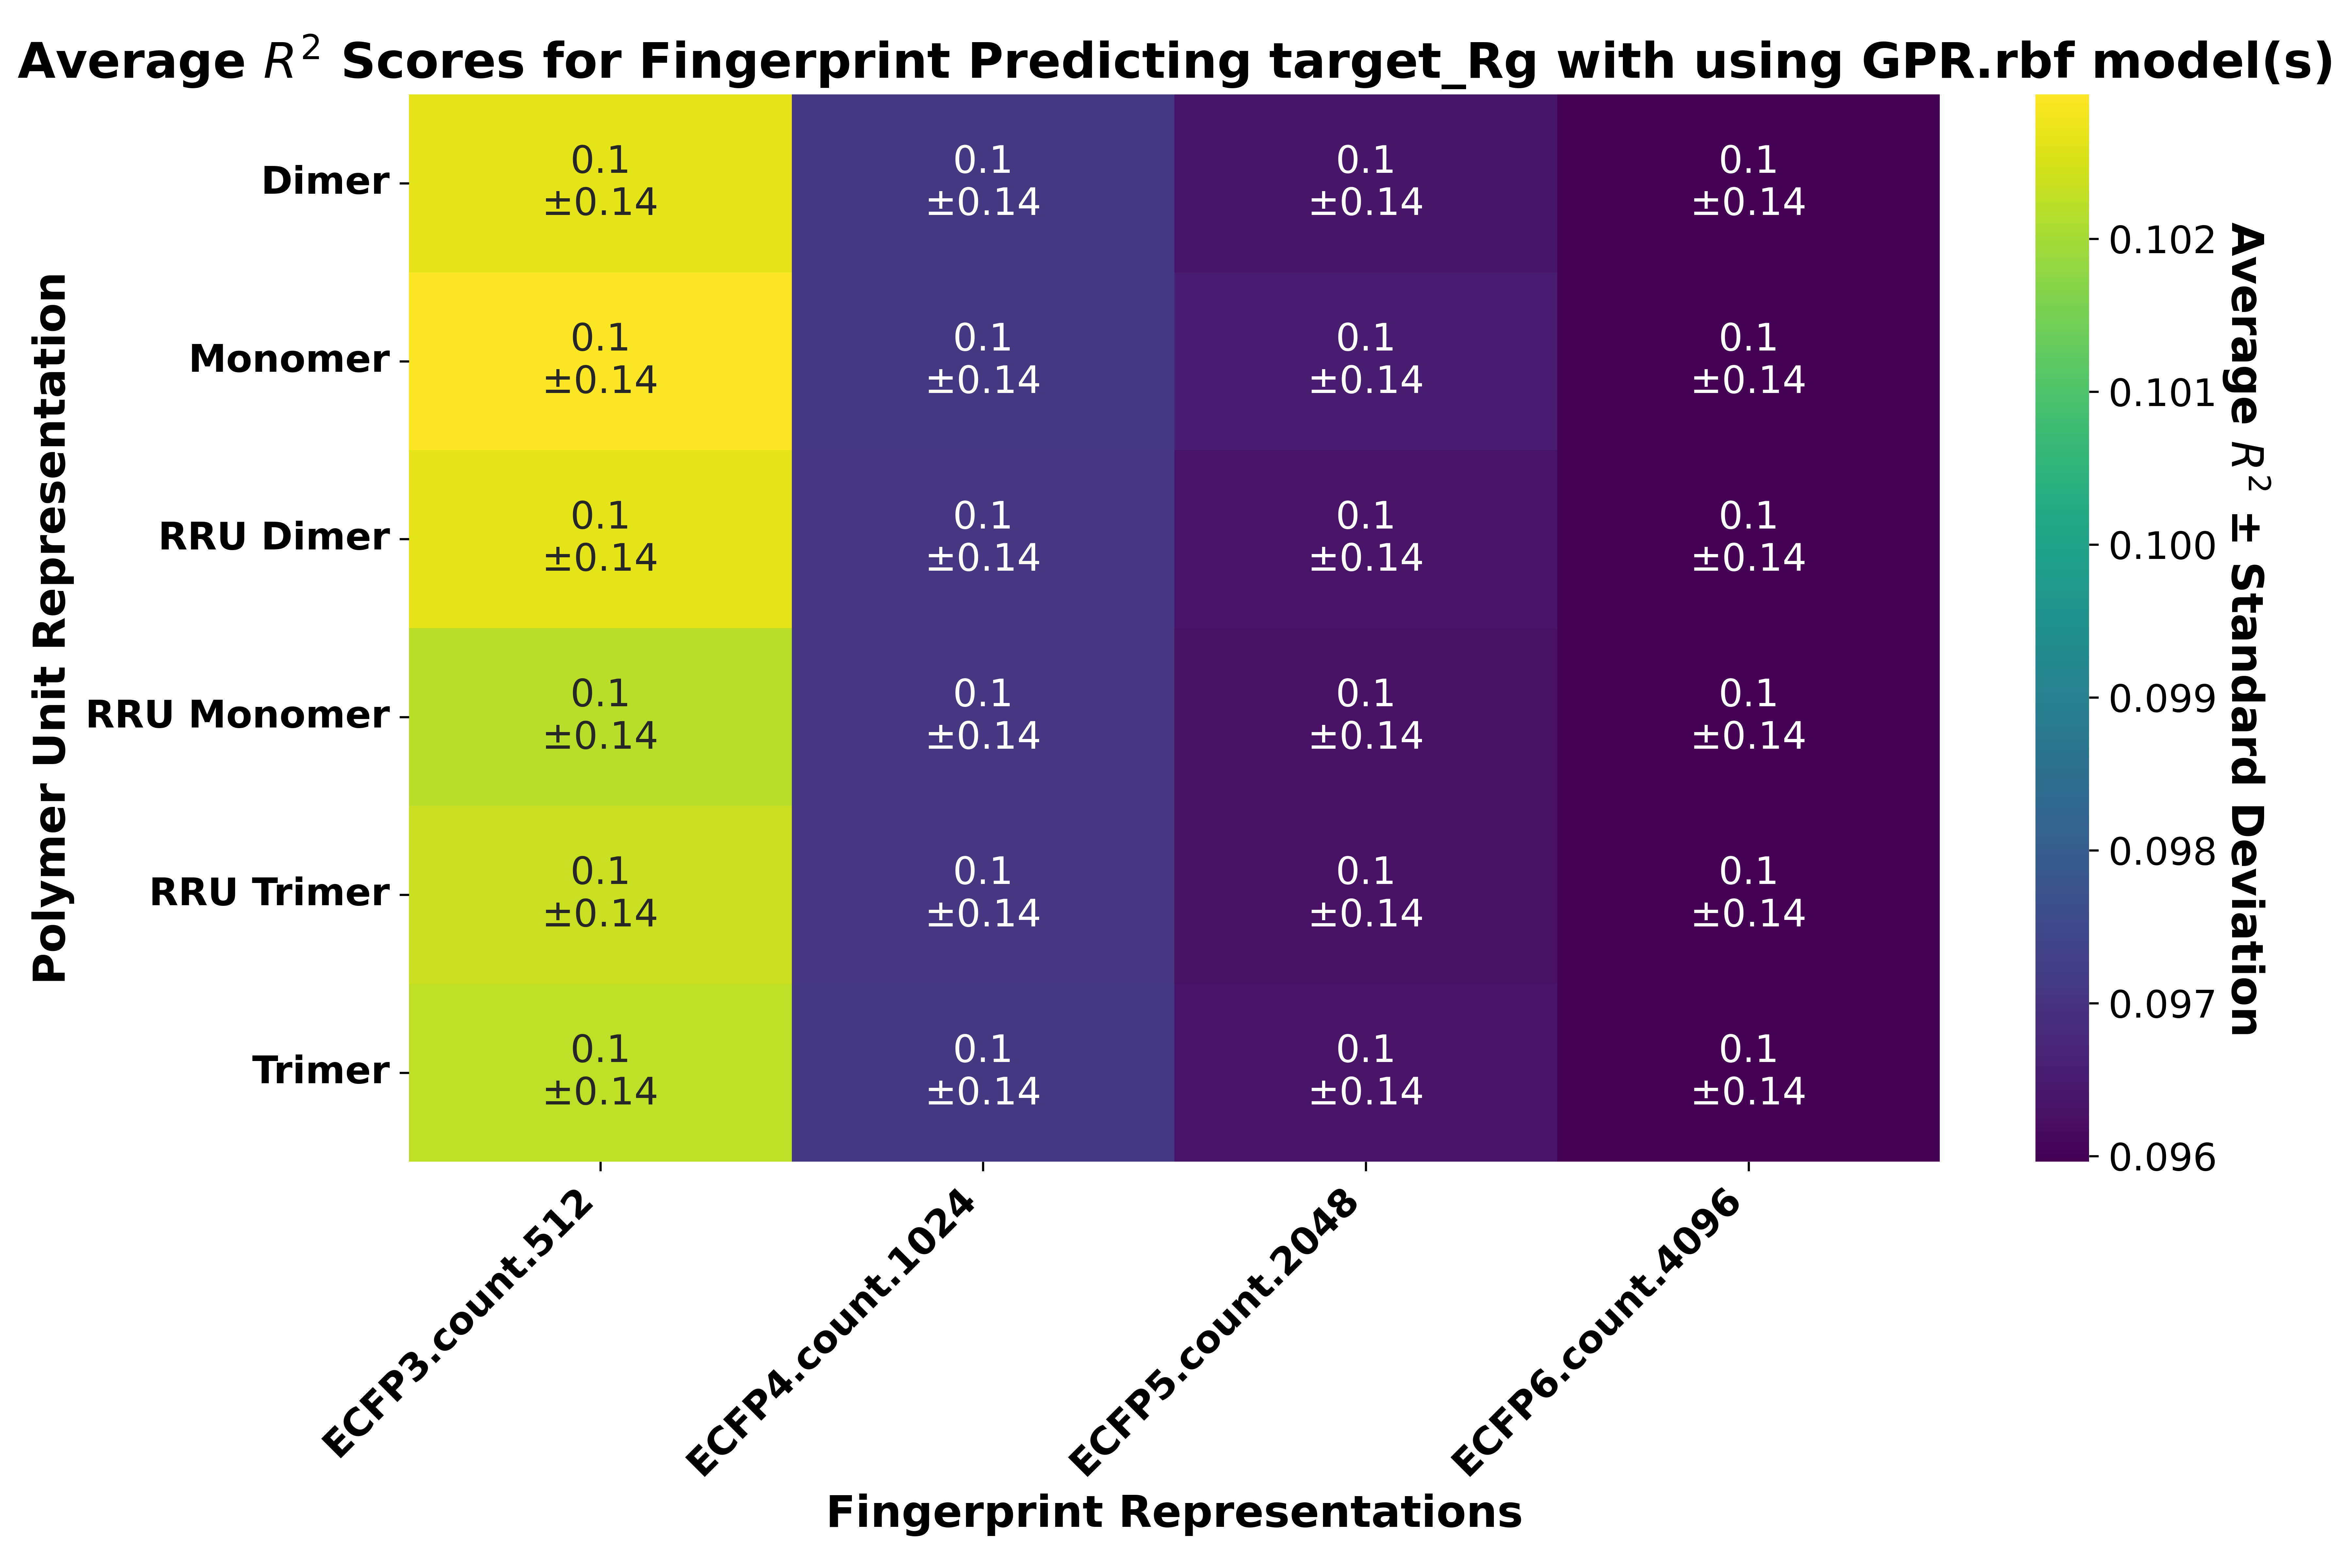 Average R² Scores for Fingerprint Predicting target_Rg with using GPR.rbf model(s)
Polymer Unit Representation
Dimer
0.1 0.1 0.1 0.1
±0.14 ±0.14 ±0.14 ±0.14
Monomer
0.1 0.1 0.1 0.1
±0.14 ±0.14 ±0.14 ±0.14
RRU Dimer
0.1 0.1 0.1 0.1
±0.14 ±0.14 ±0.14 ±0.14
RRU Monomer
0.1 0.1 0.1 0.1
±0.14 ±0.14 ±0.14 ±0.14
RRU Trimer
0.1 0.1 0.1 0.1
±0.14 ±0.14 ±0.14 ±0.14
Trimer
0.1 0.1 0.1 0.1
±0.14 ±0.14 ±0.14 ±0.14
ECFP3.count.512
ECFP4.count.1024
ECFP5.count.2048
ECFP6.count.4096
Fingerprint Representations
0.102
0.101
0.100
0.099
0.098
0.097
0.096
Average R² ± Standard Deviation